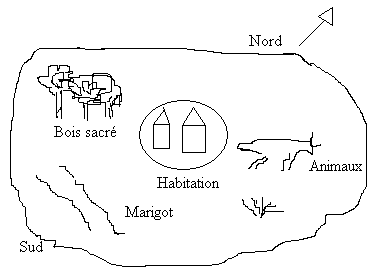 Nord
Bois sacré
Animaux
Habitation
Marigot
Sud